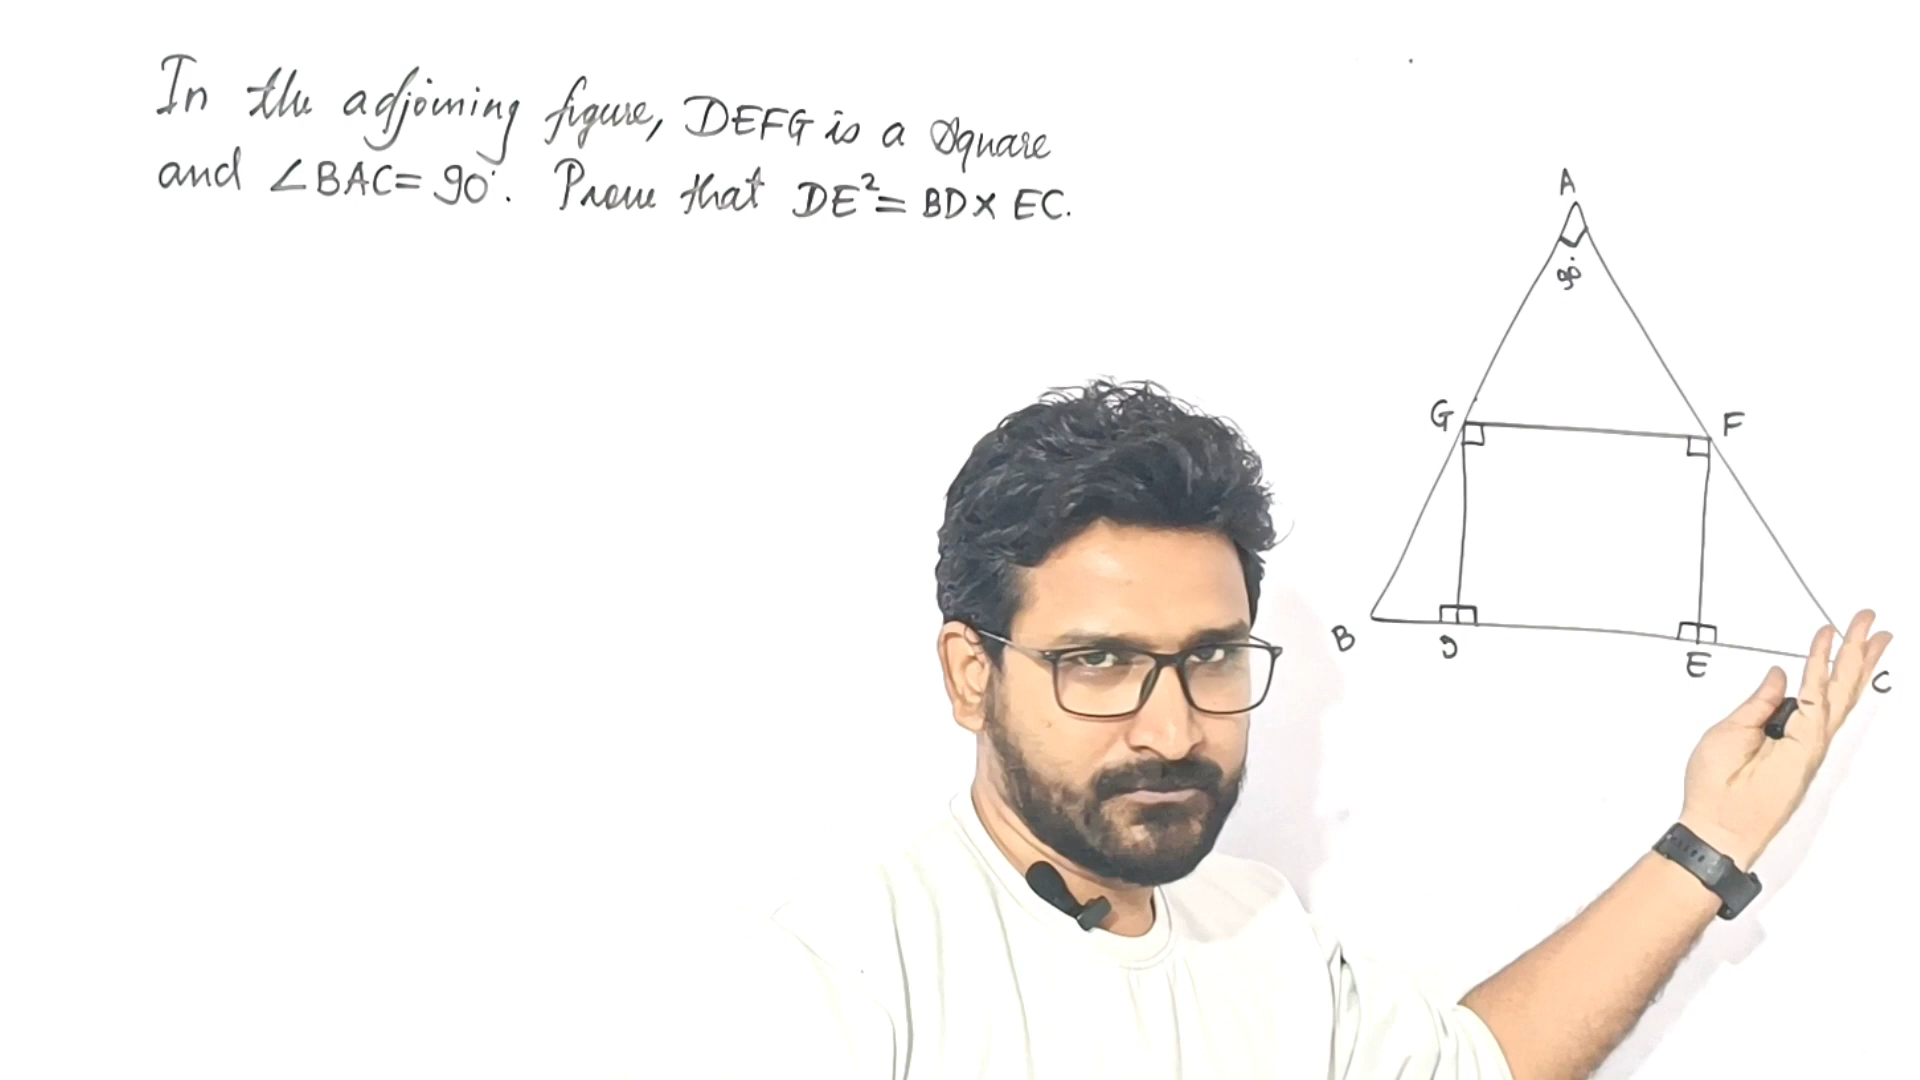 In the adjoining figure, DEFG is a square
and ∠BAC= 90°. Prove that DE²= BD× EC.
A
90°
G
F
B
D
E
C